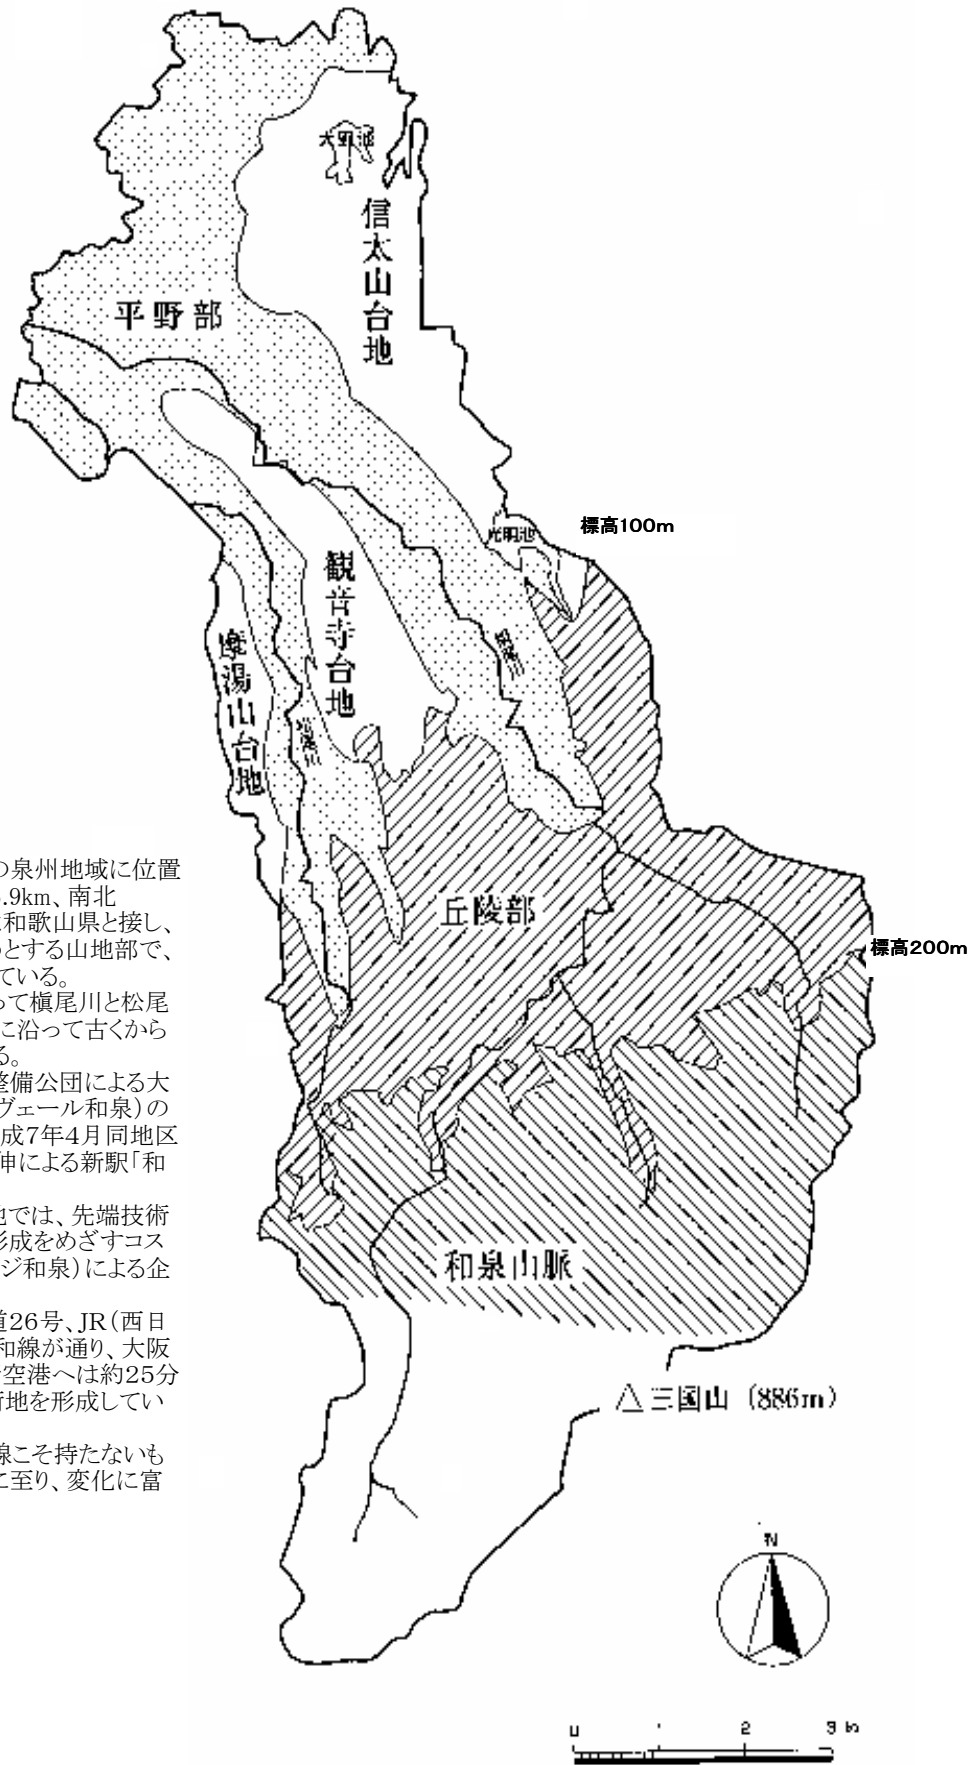 大野池
信太山台地
平野部
標高100m
光明池
観音寺台地
摩湯山台地
の泉州地域に位置
.9km、南北
和歌山県と接し、
とする山地部で、
ている。
って槇尾川と松尾
に沿って古くから
る。
整備公団による大
ヴェール和泉）の
成7年4月同地区
伸による新駅「和
地では、先端技術
形成をめざすコス
ジ和泉）による企
道26号、JR（西日
和線が通り、大阪
空港へは約25分
街地を形成してい
線こそ持たないも
に至り、変化に富
丘陵部
標高200m
和泉山脈
△三国山（886m）
N
0 1 2 3